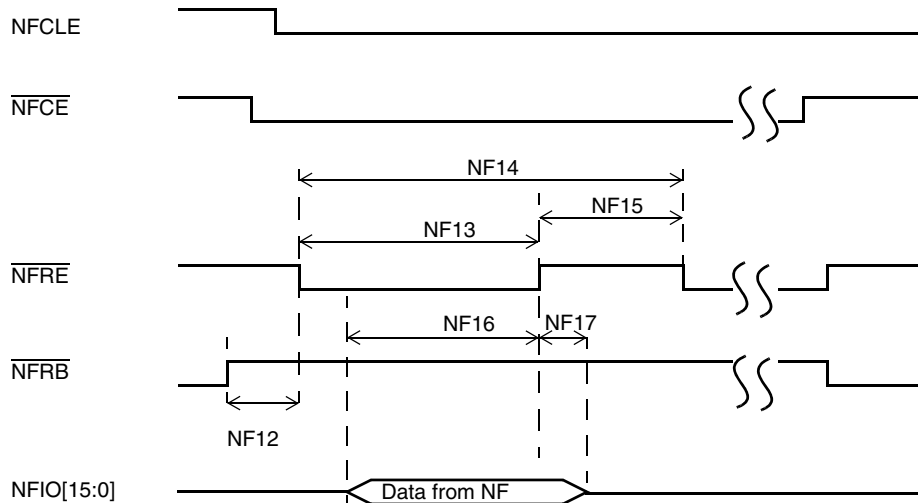 NFCLE
NFCE
NF14
NF15
NF13
NFRE
NF16
NF17
NFRB
NF12
NFIO[15:0]
Data from NF